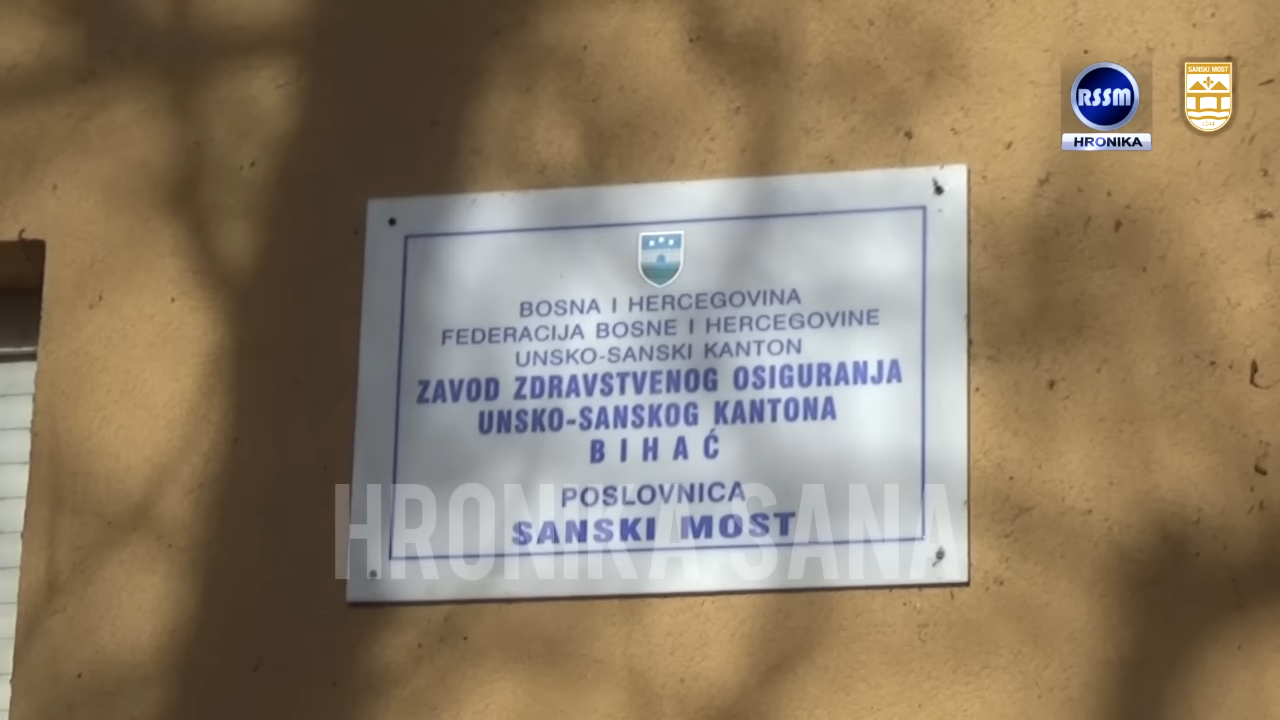 RSSM
HRONIKA
SANSKI MOST
1244
BOSNA I HERCEGOVINA
FEDERACIJA BOSNE I HERCEGOVINE
UNSKO-SANSKI KANTON
ZAVOD ZDRAVSTVENOG OSIGURANJA
UNSKO-SANSKOG KANTONA
BIHAĆ
POSLOVNICA
SANSKI MOST
HRONIKA SANA